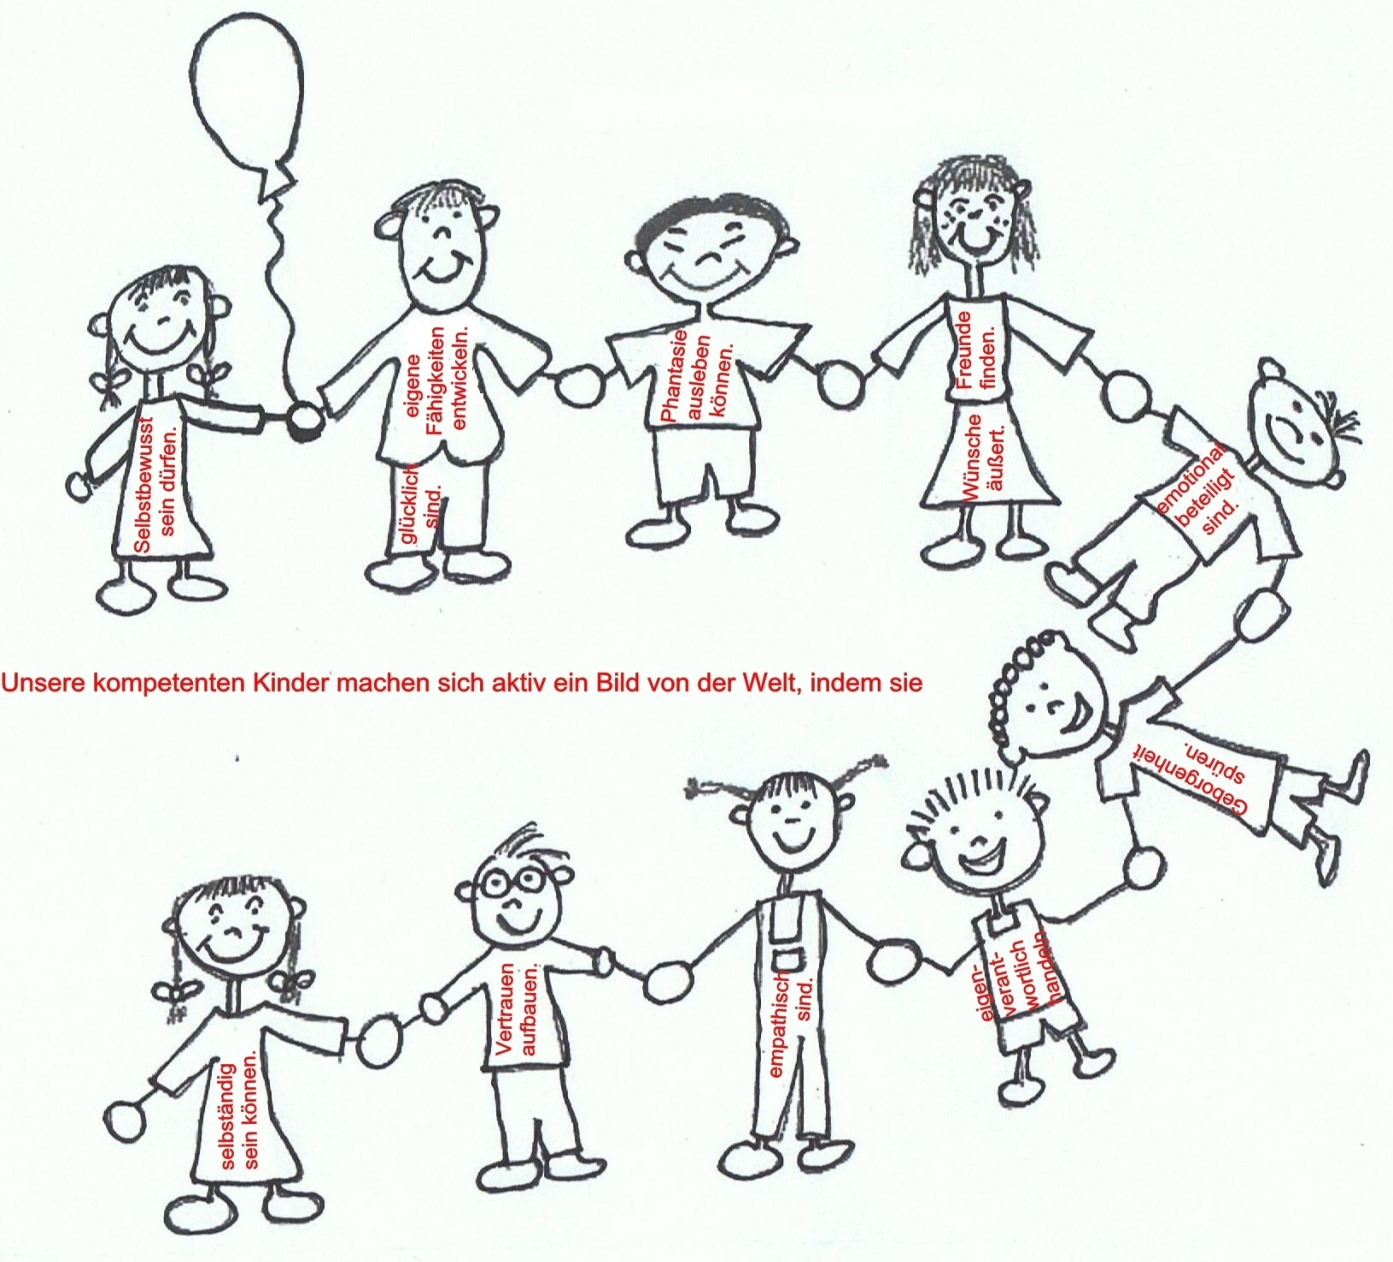 Selbstbewusst
sein dürfen.
eigene
Fähigkeiten
entwickeln.
glücklich
sind.
Phantasie
ausleben
können.
Freunde
finden.
Wünsche
äußert.
emotional
beteiligt
sind.
Unsere kompetenten Kinder machen sich aktiv ein Bild von der Welt, indem sie
Geborgenheit
spüren.
eigen-
verant-
wortlich
handeln.
empathisch
sind.
Vertrauen
aufbauen.
selbständig
sein können.